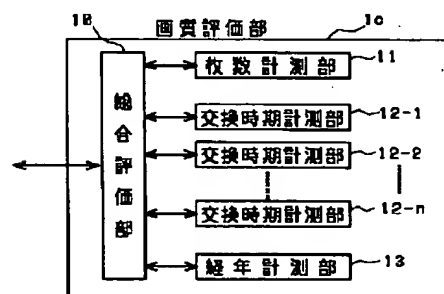 画質評価部
1c
10
総合評価部
枚数計測部
11
交換時期計測部
12-1
交換時期計測部
12-2
交換時期計測部
12-n
経年計測部
13